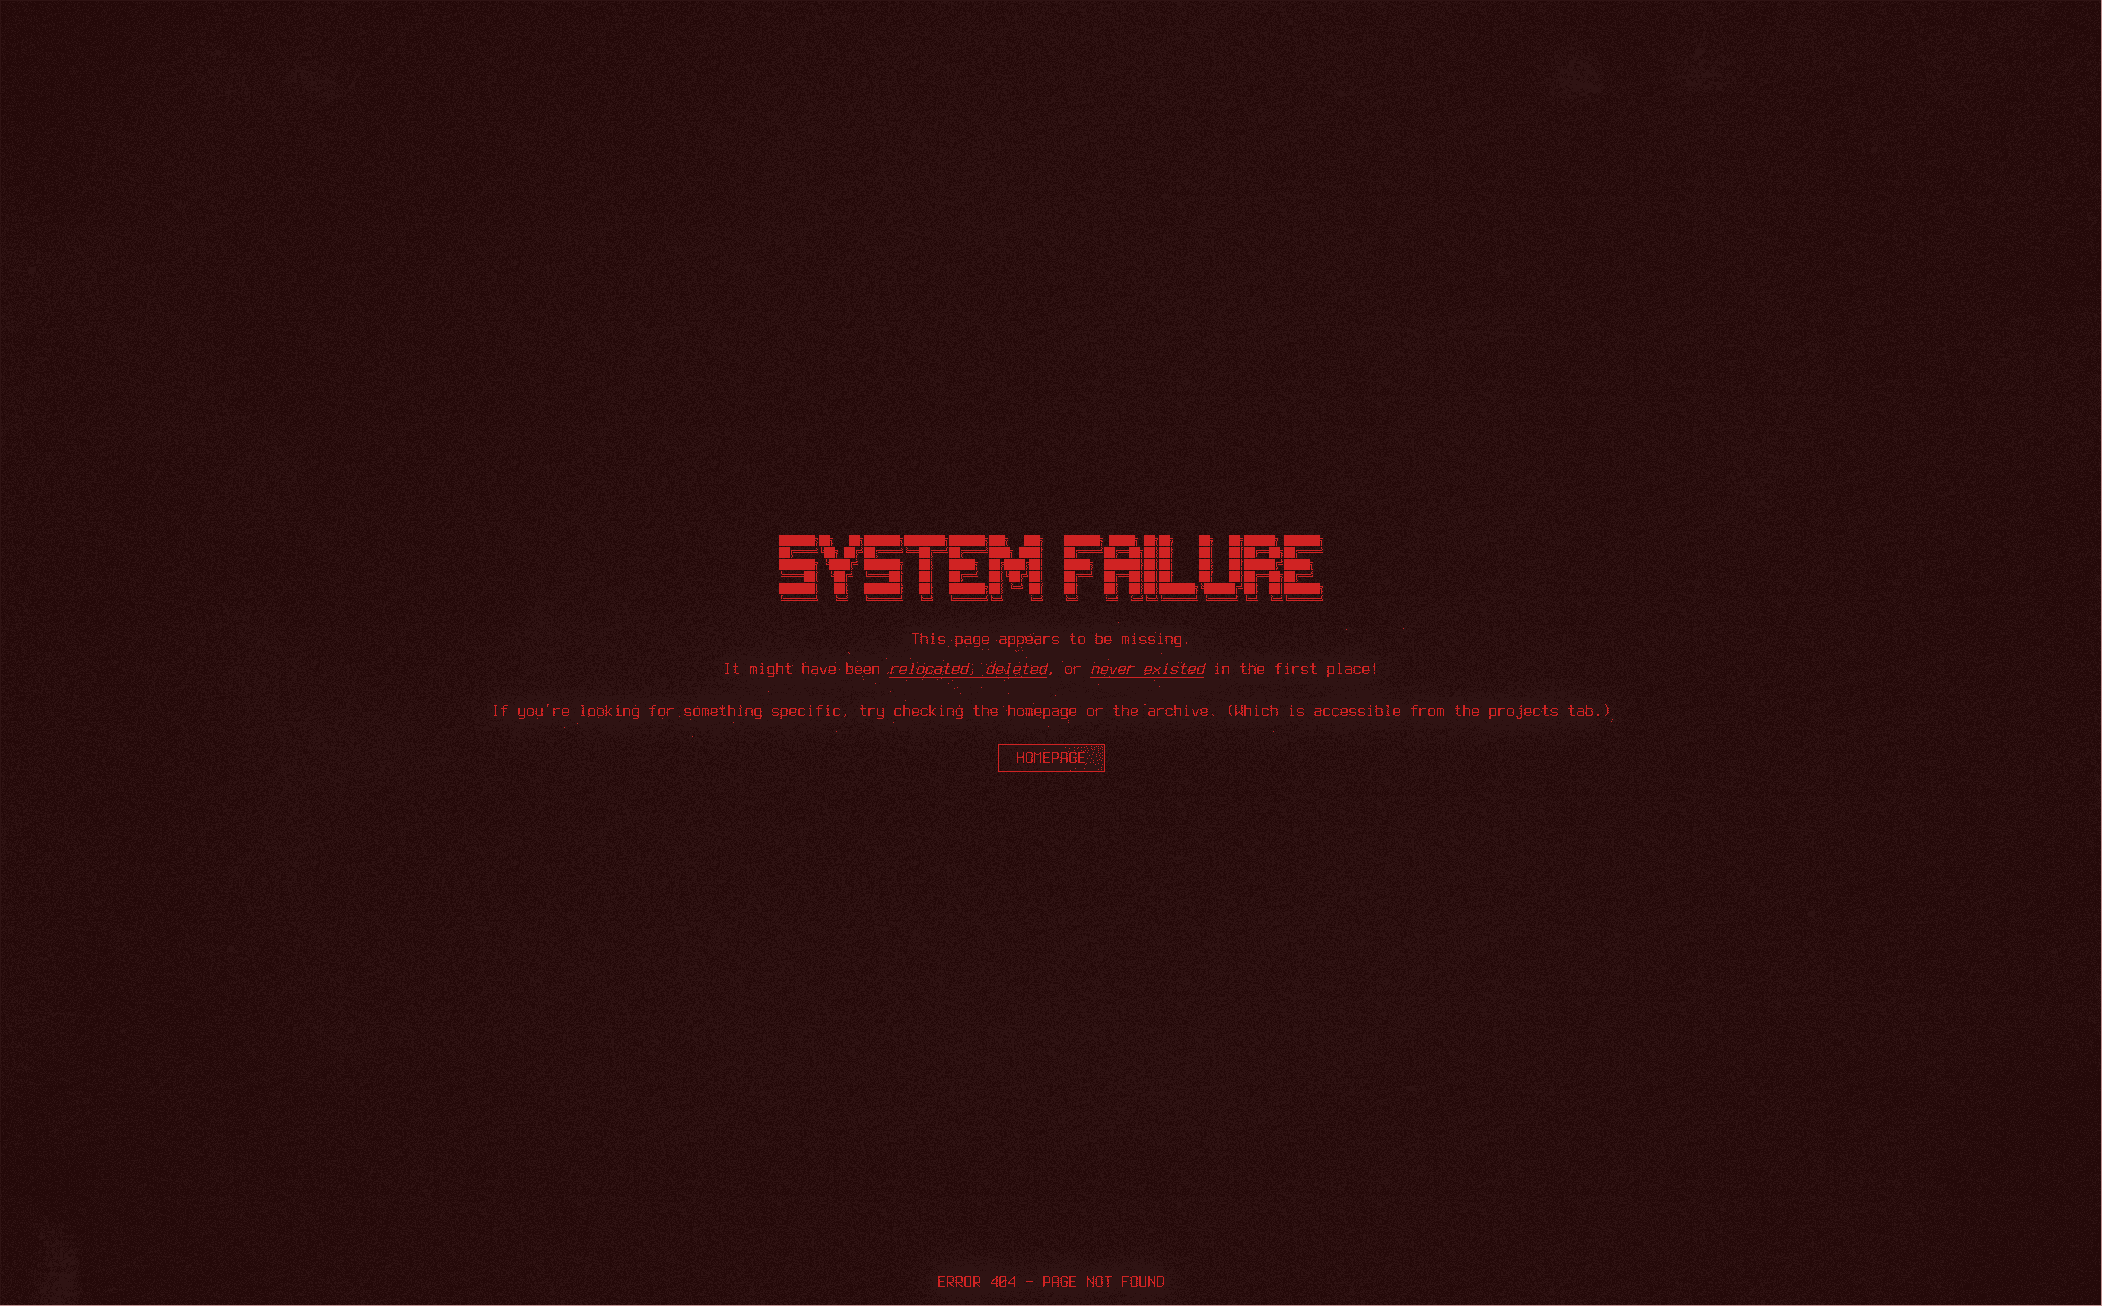 SYSTEM FAILURE
This page appears to be missing.
It might have been relocated, deleted, or never existed in the first place!
If you're looking for something specific, try checking the homepage or the archive. (Which is accessible from the projects tab.)
HOMEPAGE
ERROR 404 - PAGE NOT FOUND